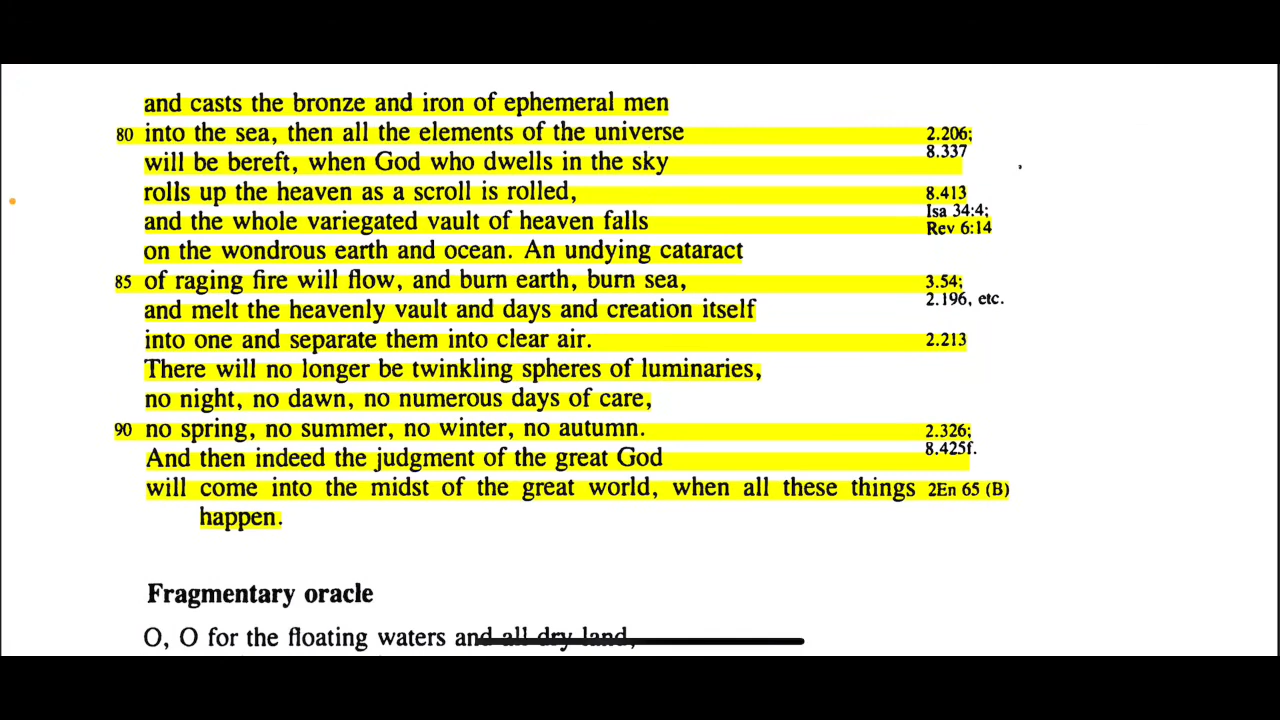 and casts the bronze and iron of ephemeral men
80 into the sea, then all the elements of the universe 2.206;
will be bereft, when God who dwells in the sky 8.337
rolls up the heaven as a scroll is rolled, 8.413
and the whole variegated vault of heaven falls Isa 34:4;
on the wondrous earth and ocean. An undying cataract Rev 6:14
85 of raging fire will flow, and burn earth, burn sea, 3.54;
and melt the heavenly vault and days and creation itself 2.196, etc.
into one and separate them into clear air. 2.213
There will no longer be twinkling spheres of luminaries,
no night, no dawn, no numerous days of care,
90 no spring, no summer, no winter, no autumn. 2.326;
And then indeed the judgment of the great God 8.425f.
will come into the midst of the great world, when all these things 2En 65 (B)
happen.
Fragmentary oracle
O, O for the floating waters and all dry land,